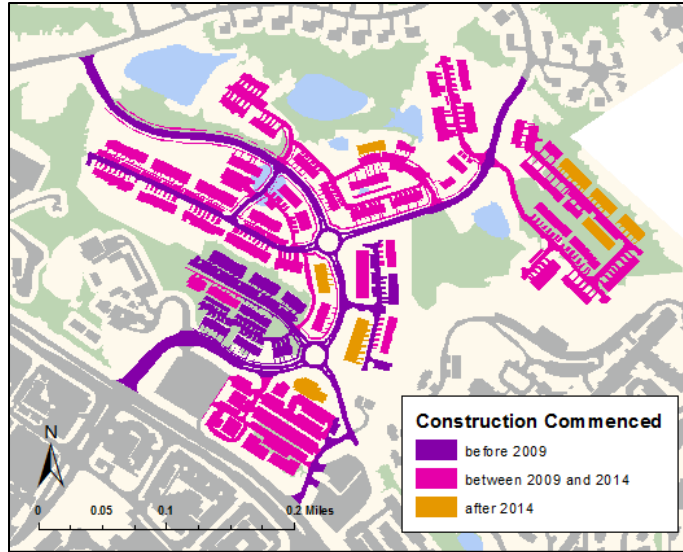 Construction Commenced
before 2009
between 2009 and 2014
after 2014
N
0 0.05 0.1 0.2 Miles